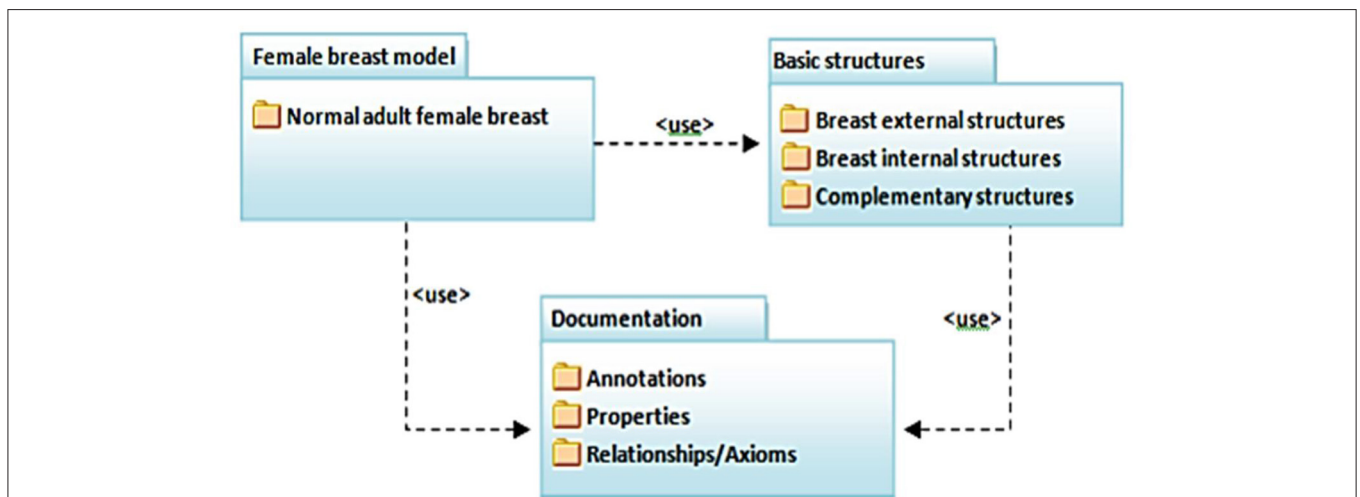 Female breast model
Normal adult female breast
<use>
Basic structures
Breast external structures
Breast internal structures
Complementary structures
<use>
<use>
Documentation
Annotations
Properties
Relationships/Axioms